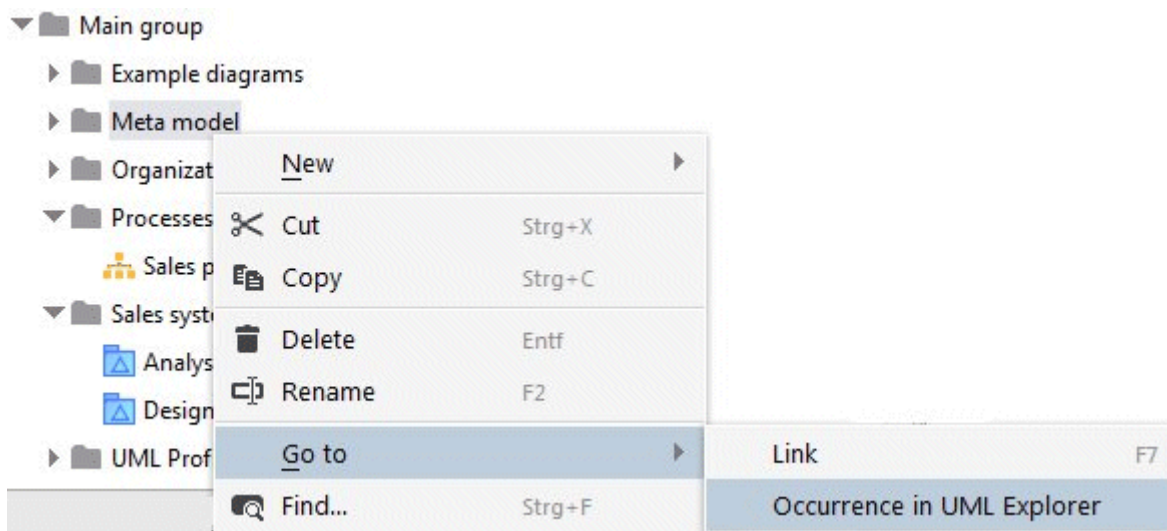 Main group
Example diagrams
Meta model
Organizat
New
Processes
Cut Strg+X
Sales p
Copy Strg+C
Sales syst
Delete Entf
Analys
Rename F2
Design
UML Prof
Go to
Link F7
Find... Strg+F
Occurrence in UML Explorer